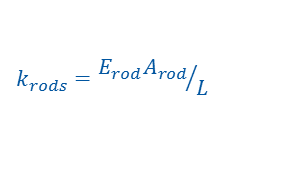 k_rods = E_rod A_rod / L